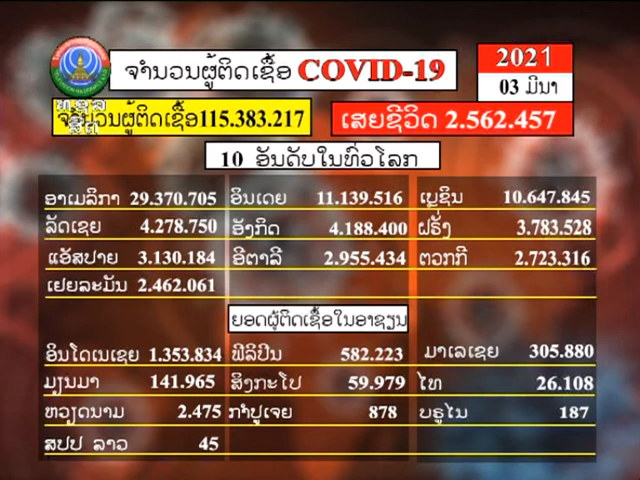 ຈຳນວນຜູ້ຕິດເຊື້ອ COVID-19
2021
03 ມີນາ
ທຊລ
ສົດ
ຈຳນວນຜູ້ຕິດເຊື້ອ115.383.217
ເສຍຊີວິດ 2.562.457
10 ອັນດັບໃນທົ່ວໂລກ
ອາເມລິກາ 29.370.705 ອິນເດຍ 11.139.516 ເບຼຊິນ 10.647.845
ລັດເຊຍ 4.278.750 ອັງກິດ 4.188.400 ຝຣັ່ງ 3.783.528
ແອັສປາຍ 3.130.184 ອີຕາລີ 2.955.434 ຕວກກີ 2.723.316
ເຢຍລະມັນ 2.462.061
ຍອດຜູ້ຕິດເຊື້ອໃນອາຊຽນ
ອິນໂດເນເຊຍ 1.353.834 ຟີລິປິນ 582.223 ມາເລເຊຍ 305.880
ມຽນມາ 141.965 ສິງກະໂປ 59.979 ໄທ 26.108
ຫວຽດນາມ 2.475 ກຳປູເຈຍ 878 ບຣູໄນ 187
ສປປ ລາວ 45